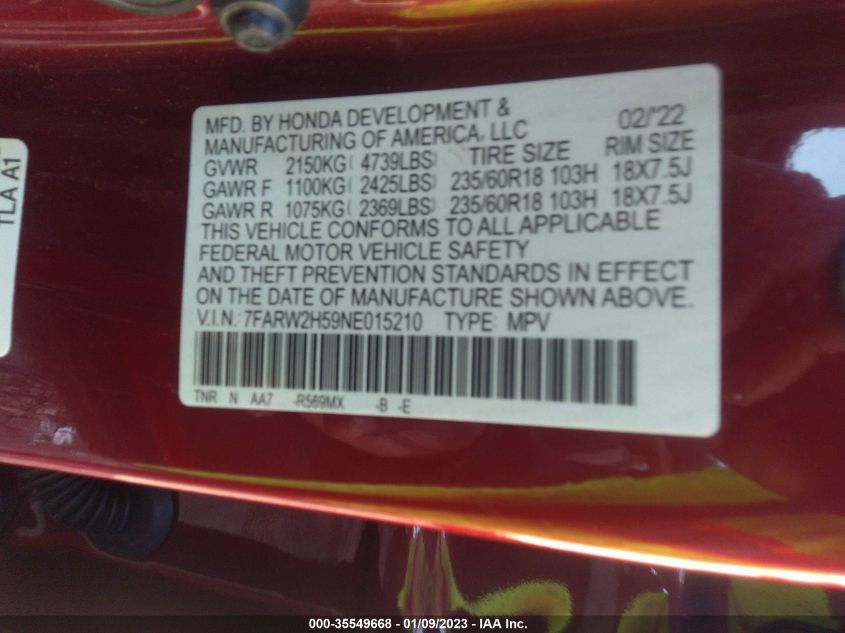 MFD. BY HONDA DEVELOPMENT &
MANUFACTURING OF AMERICA, LLC 02/'22
GVWR 2150KG( 4739LBS) TIRE SIZE RIM SIZE
GAWR F 1100KG( 2425LBS) 235/60R18 103H 18X7.5J
GAWR R 1075KG( 2369LBS) 235/60R18 103H 18X7.5J
THIS VEHICLE CONFORMS TO ALL APPLICABLE
FEDERAL MOTOR VEHICLE SAFETY
AND THEFT PREVENTION STANDARDS IN EFFECT
ON THE DATE OF MANUFACTURE SHOWN ABOVE.
V.I.N.: 7FARW2H59NE015210 TYPE: MPV
TNR N AA7 -R569MX -B -E
TLA A1
000-35549668 - 01/09/2023 - IAA Inc.